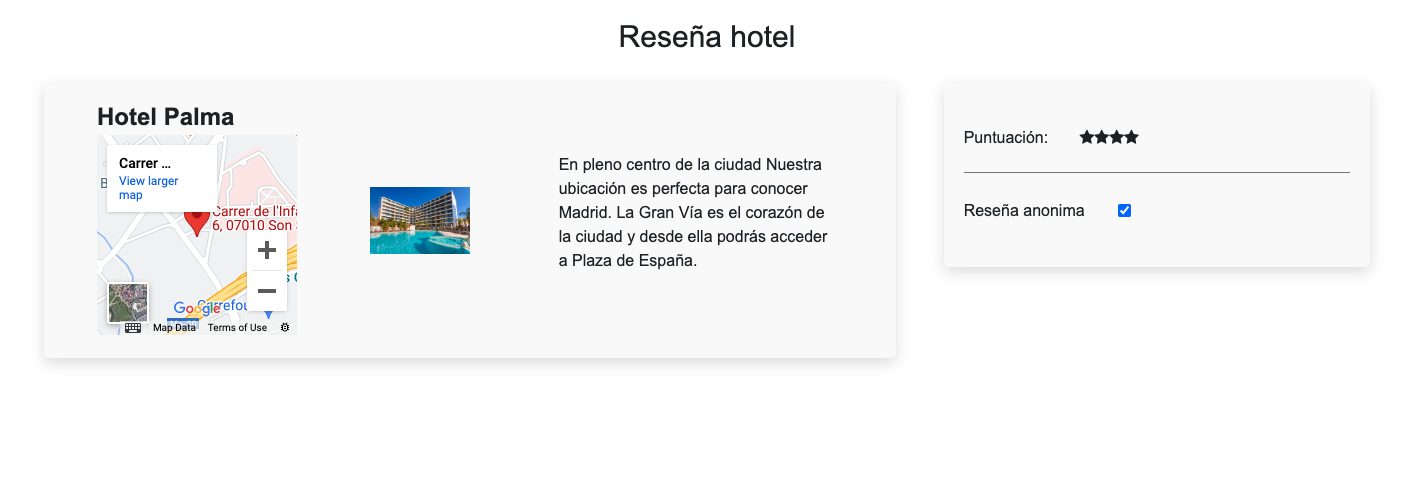 Reseña hotel
Hotel Palma
Carrer ...
View larger
map
Carrer de l'Infa
6, 07010 Son
Carrefou
Google
Map Data
Terms of Use
En pleno centro de la ciudad Nuestra
ubicación es perfecta para conocer
Madrid. La Gran Vía es el corazón de
la ciudad y desde ella podrás acceder
a Plaza de España.
Puntuación:
Reseña anonima